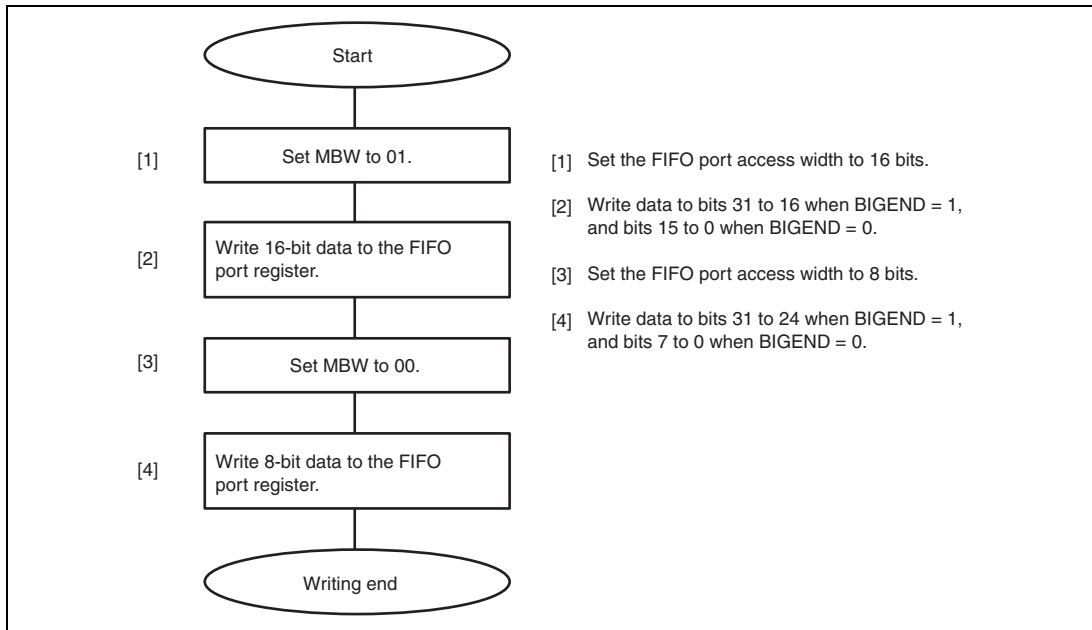 Start
[1]
Set MBW to 01.
[2]
Write 16-bit data to the FIFO
port register.
[3]
Set MBW to 00.
[4]
Write 8-bit data to the FIFO
port register.
Writing end
[1] Set the FIFO port access width to 16 bits.
[2] Write data to bits 31 to 16 when BIGEND = 1,
and bits 15 to 0 when BIGEND = 0.
[3] Set the FIFO port access width to 8 bits.
[4] Write data to bits 31 to 24 when BIGEND = 1,
and bits 7 to 0 when BIGEND = 0.